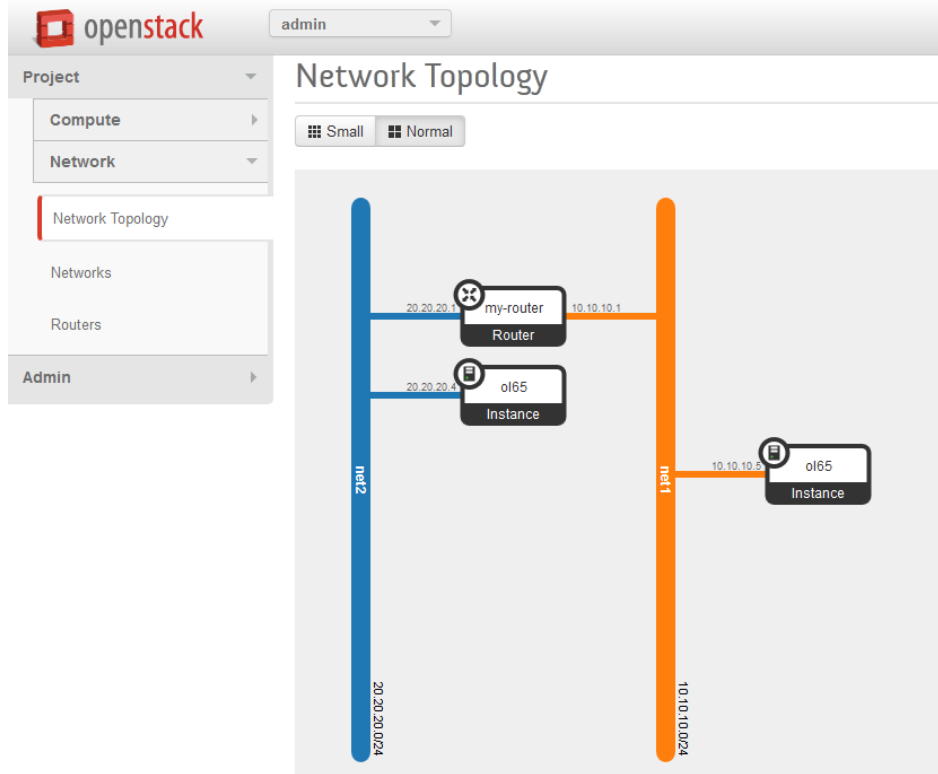 openstack
admin
Project
Compute
Network
Network Topology
Networks
Routers
Admin
Network Topology
Small
Normal
20.20.20.1
my-router
Router
10.10.10.1
20.20.20.4
ol65
Instance
net2
net1
10.10.10.5
ol65
Instance
20.20.20.0/24
10.10.10.0/24